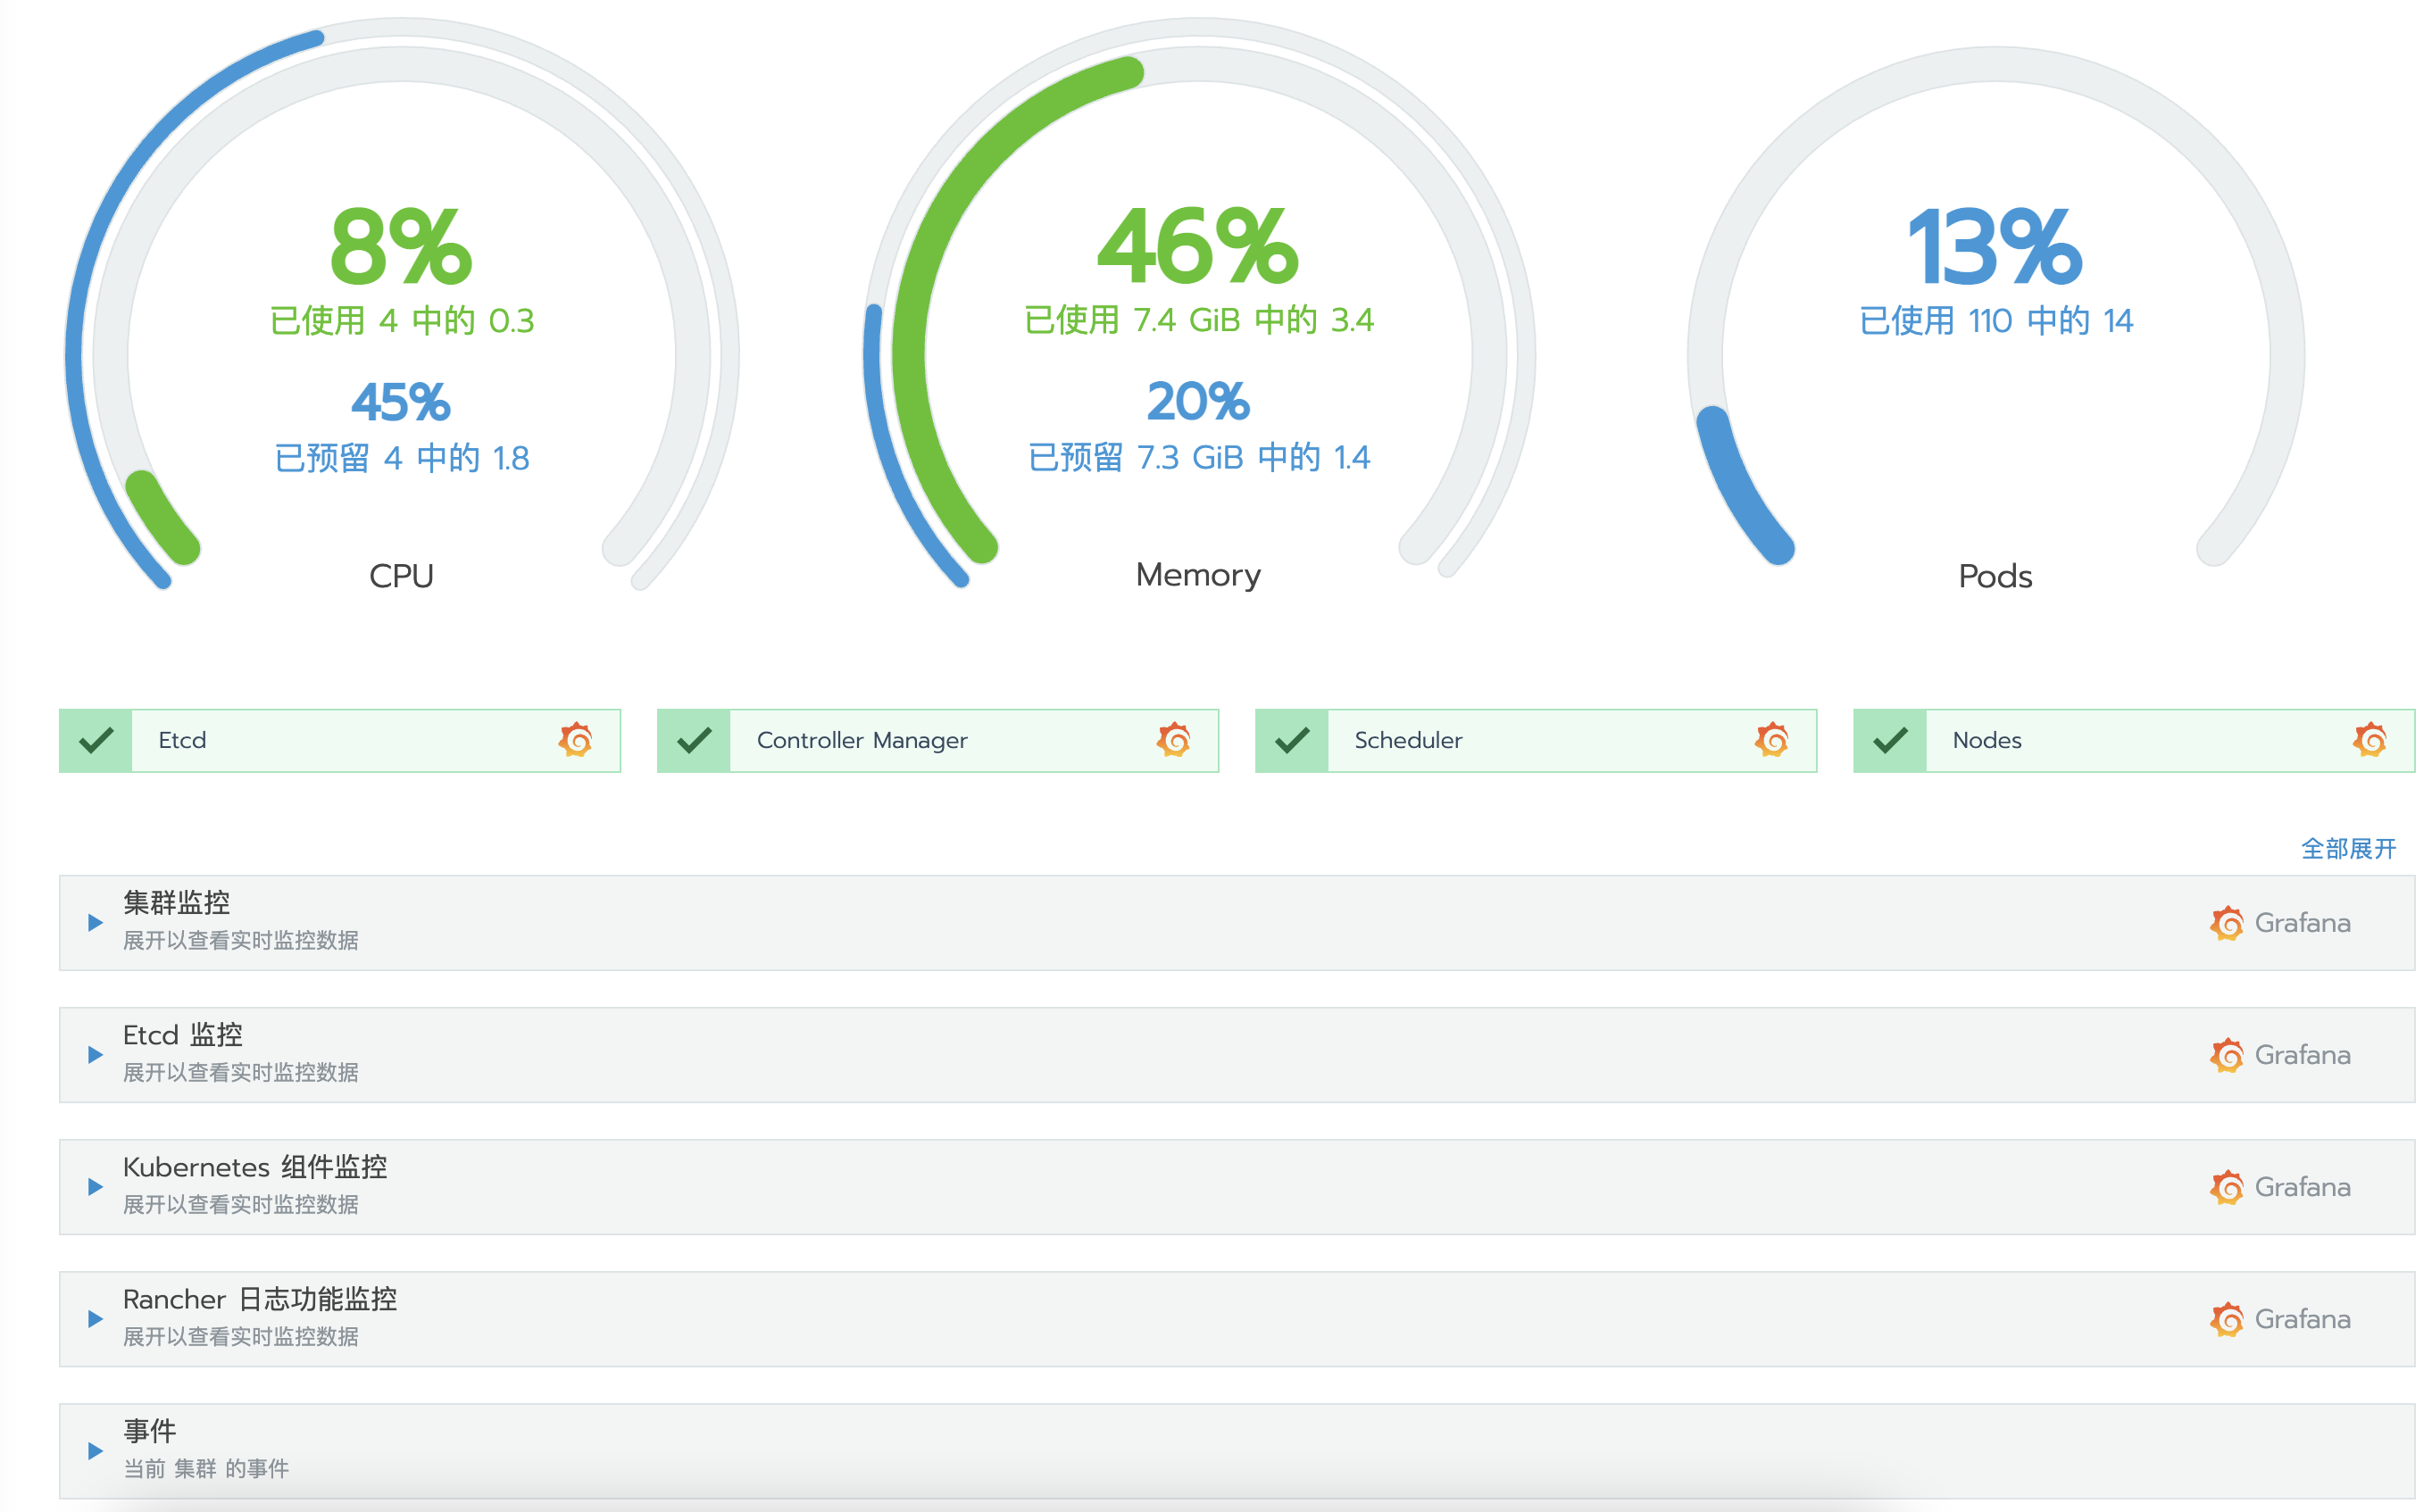 8%
已使用 4 中的 0.3
45%
已预留 4 中的 1.8
CPU
46%
已使用 7.4 GiB 中的 3.4
20%
已预留 7.3 GiB 中的 1.4
Memory
13%
已使用 110 中的 14
Pods
Etcd
Controller Manager
Scheduler
Nodes
全部展开
集群监控
展开以查看实时监控数据
Grafana
Etcd 监控
展开以查看实时监控数据
Grafana
Kubernetes 组件监控
展开以查看实时监控数据
Grafana
Rancher 日志功能监控
展开以查看实时监控数据
Grafana
事件
当前 集群 的事件